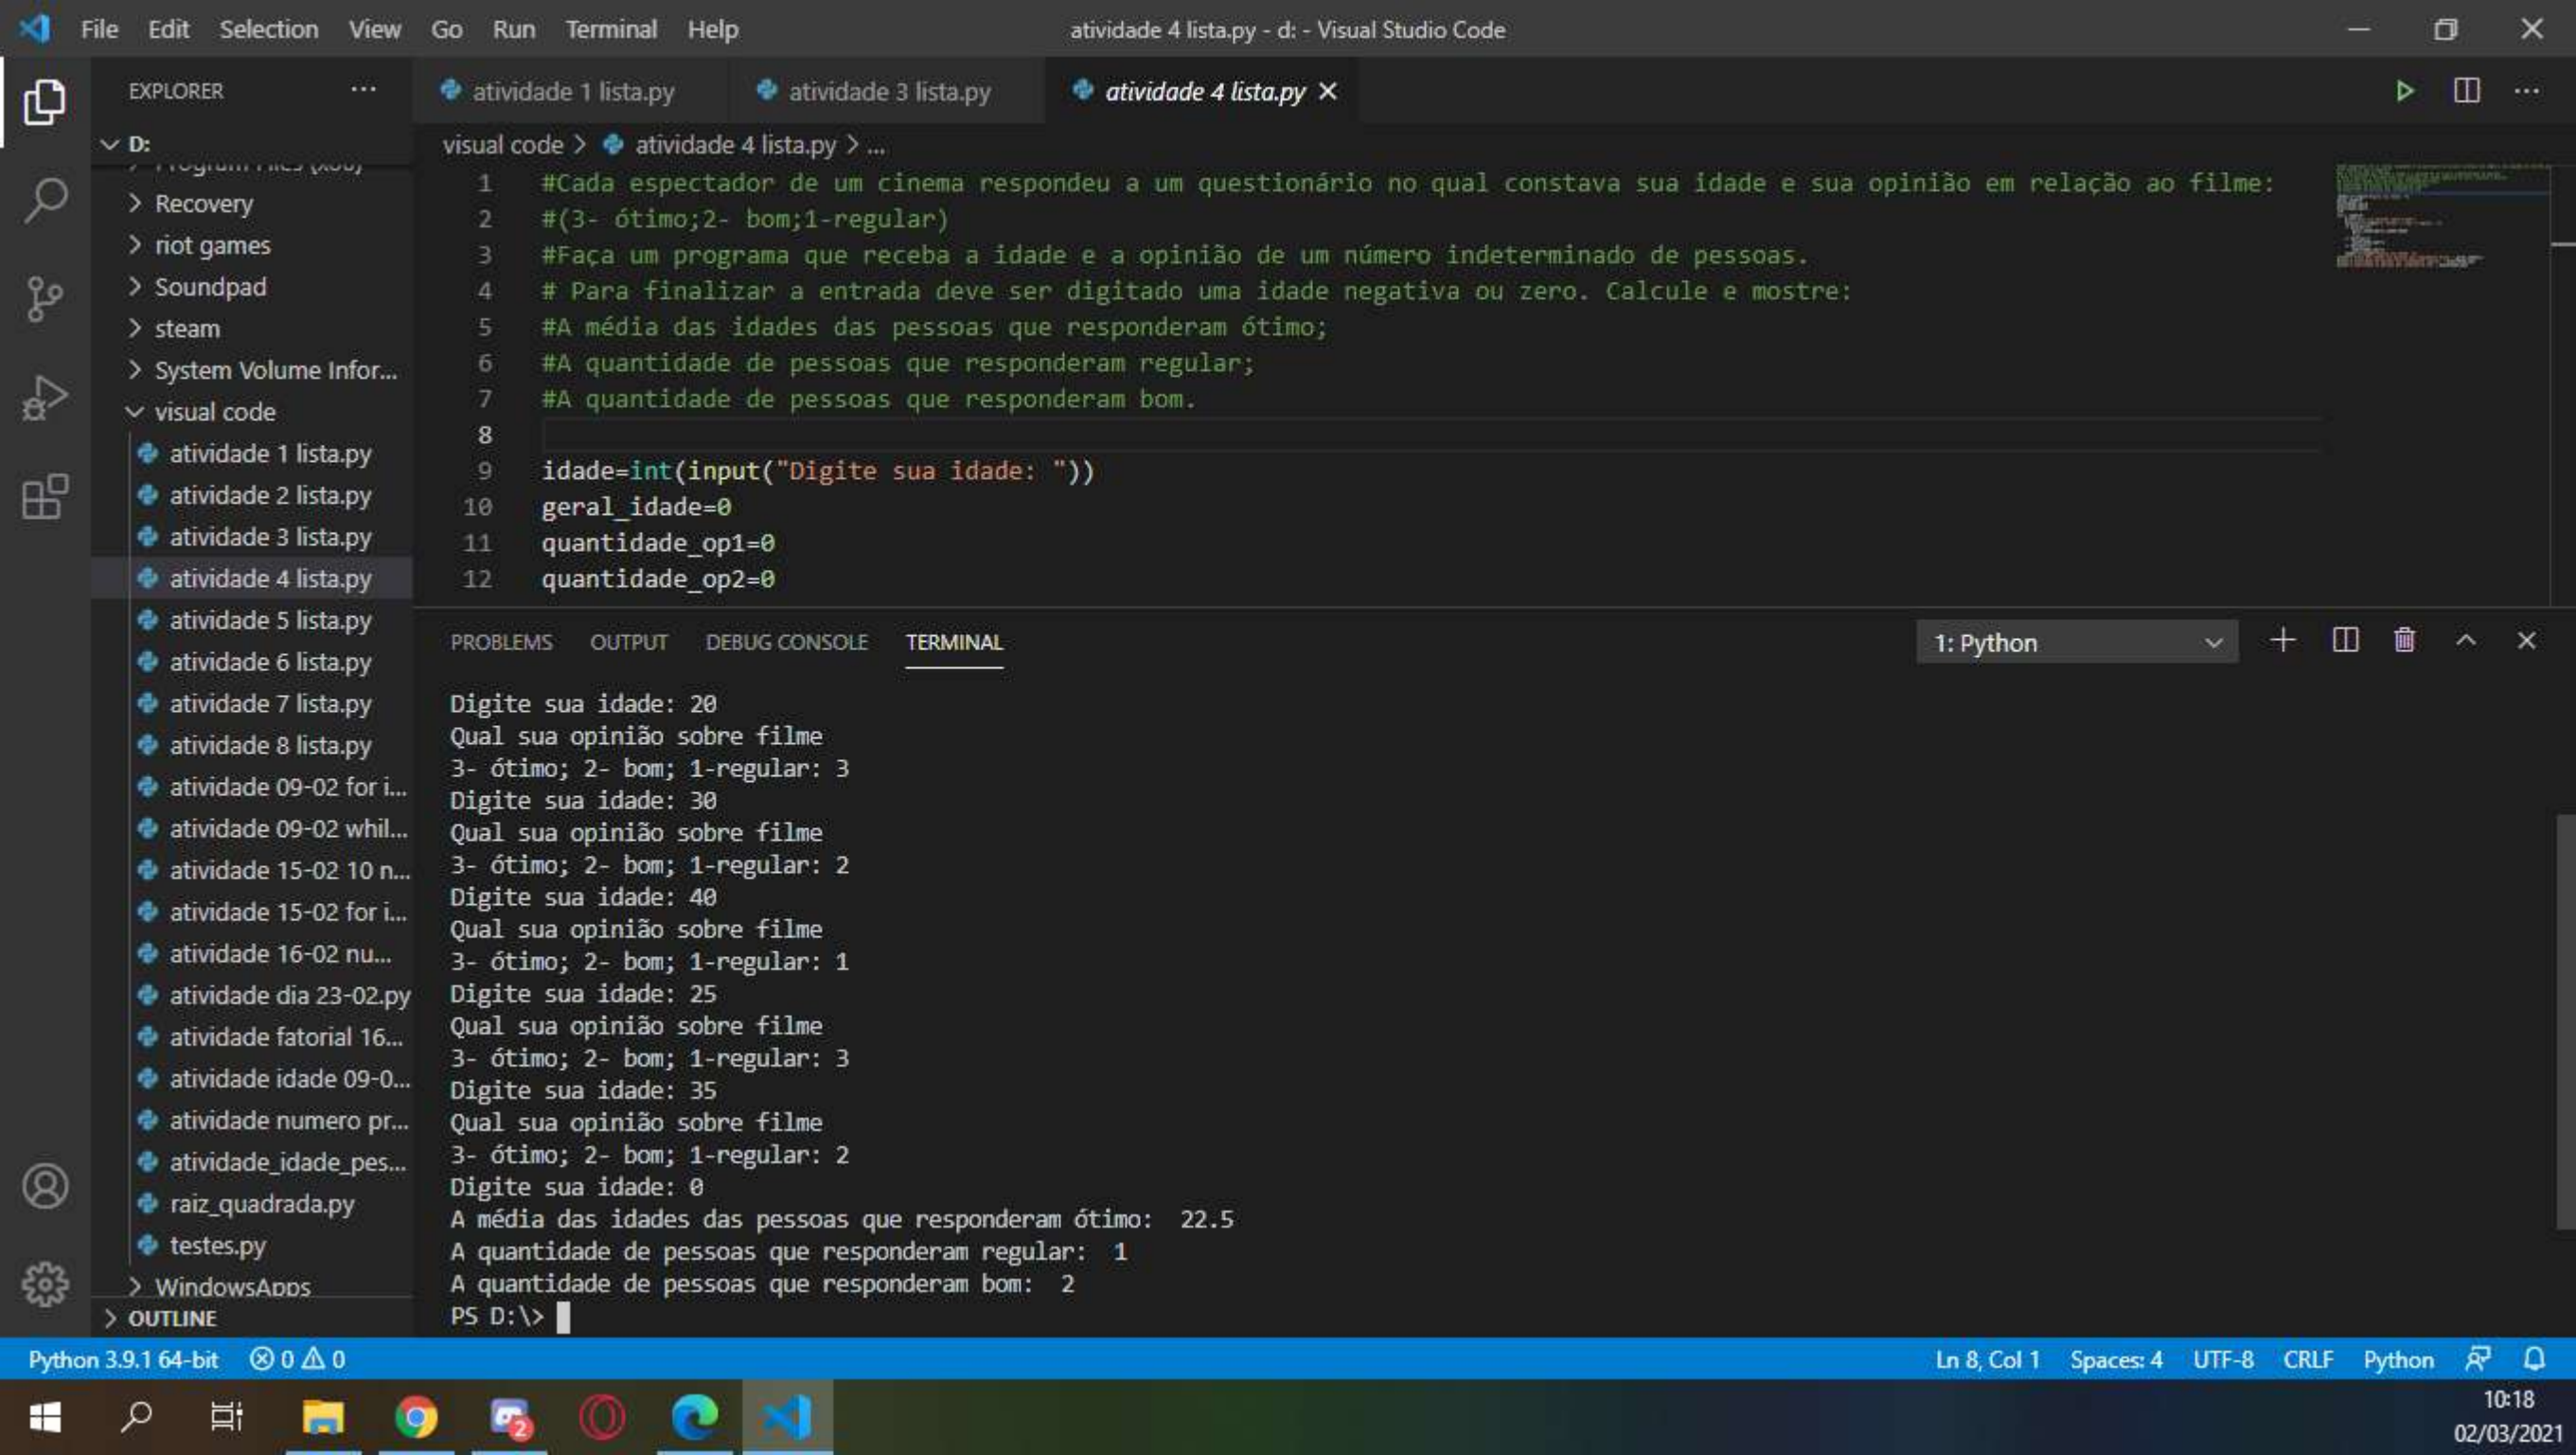 File Edit Selection View Go Run Terminal Help
atividade 4 lista.py - d: - Visual Studio Code
EXPLORER
D:
Recovery
riot games
Soundpad
steam
System Volume Infor...
visual code
atividade 1 lista.py
atividade 2 lista.py
atividade 3 lista.py
atividade 4 lista.py
atividade 5 lista.py
atividade 6 lista.py
atividade 7 lista.py
atividade 8 lista.py
atividade 09-02 for i...
atividade 09-02 whil...
atividade 15-02 10 n...
atividade 15-02 for i...
atividade 16-02 nu...
atividade dia 23-02.py
atividade fatorial 16...
atividade idade 09-0...
atividade numero pr...
atividade_idade_pes...
raiz_quadrada.py
testes.py
WindowsApps
OUTLINE
atividade 1 lista.py atividade 3 lista.py atividade 4 lista.py
visual code > atividade 4 lista.py > ...
1 #Cada espectador de um cinema respondeu a um questionário no qual constava sua idade e sua opinião em relação ao filme:
2 #(3- ótimo;2- bom;1-regular)
3 #Faça um programa que receba a idade e a opinião de um número indeterminado de pessoas.
4 # Para finalizar a entrada deve ser digitado uma idade negativa ou zero. Calcule e mostre:
5 #A média das idades das pessoas que responderam ótimo;
6 #A quantidade de pessoas que responderam regular;
7 #A quantidade de pessoas que responderam bom.
8
9 idade=int(input("Digite sua idade: "))
10 geral_idade=0
11 quantidade_op1=0
12 quantidade_op2=0
PROBLEMS OUTPUT DEBUG CONSOLE TERMINAL
1: Python
Digite sua idade: 20
Qual sua opinião sobre filme
3- ótimo; 2- bom; 1-regular: 3
Digite sua idade: 30
Qual sua opinião sobre filme
3- ótimo; 2- bom; 1-regular: 2
Digite sua idade: 40
Qual sua opinião sobre filme
3- ótimo; 2- bom; 1-regular: 1
Digite sua idade: 25
Qual sua opinião sobre filme
3- ótimo; 2- bom; 1-regular: 3
Digite sua idade: 35
Qual sua opinião sobre filme
3- ótimo; 2- bom; 1-regular: 2
Digite sua idade: 0
A média das idades das pessoas que responderam ótimo:  22.5
A quantidade de pessoas que responderam regular:  1
A quantidade de pessoas que responderam bom:  2
PS D:\>
Python 3.9.1 64-bit 0 0
Ln 8, Col 1 Spaces: 4 UTF-8 CRLF Python
2
10:18
02/03/2021